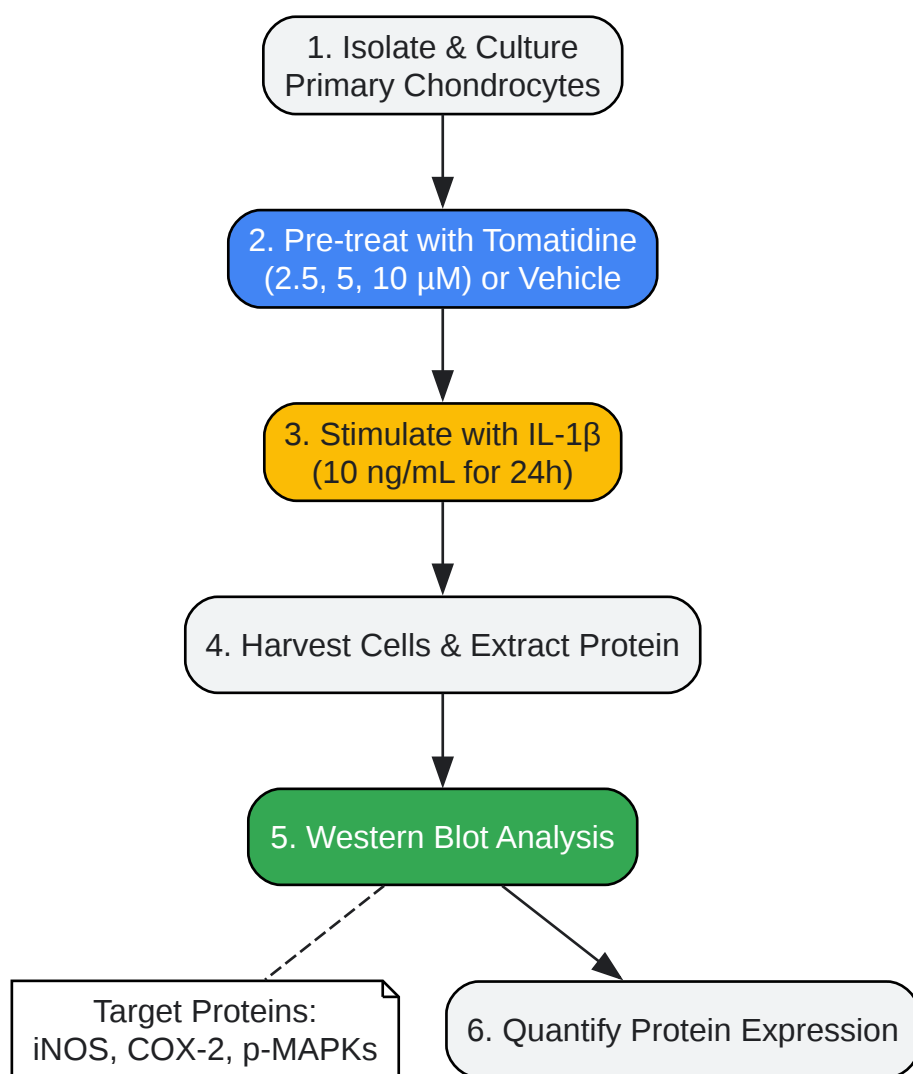 1. Isolate & Culture
Primary Chondrocytes
2. Pre-treat with Tomatidine
(2.5, 5, 10 µM) or Vehicle
3. Stimulate with IL-1β
(10 ng/mL for 24h)
4. Harvest Cells & Extract Protein
5. Western Blot Analysis
Target Proteins:
iNOS, COX-2, p-MAPKs
6. Quantify Protein Expression